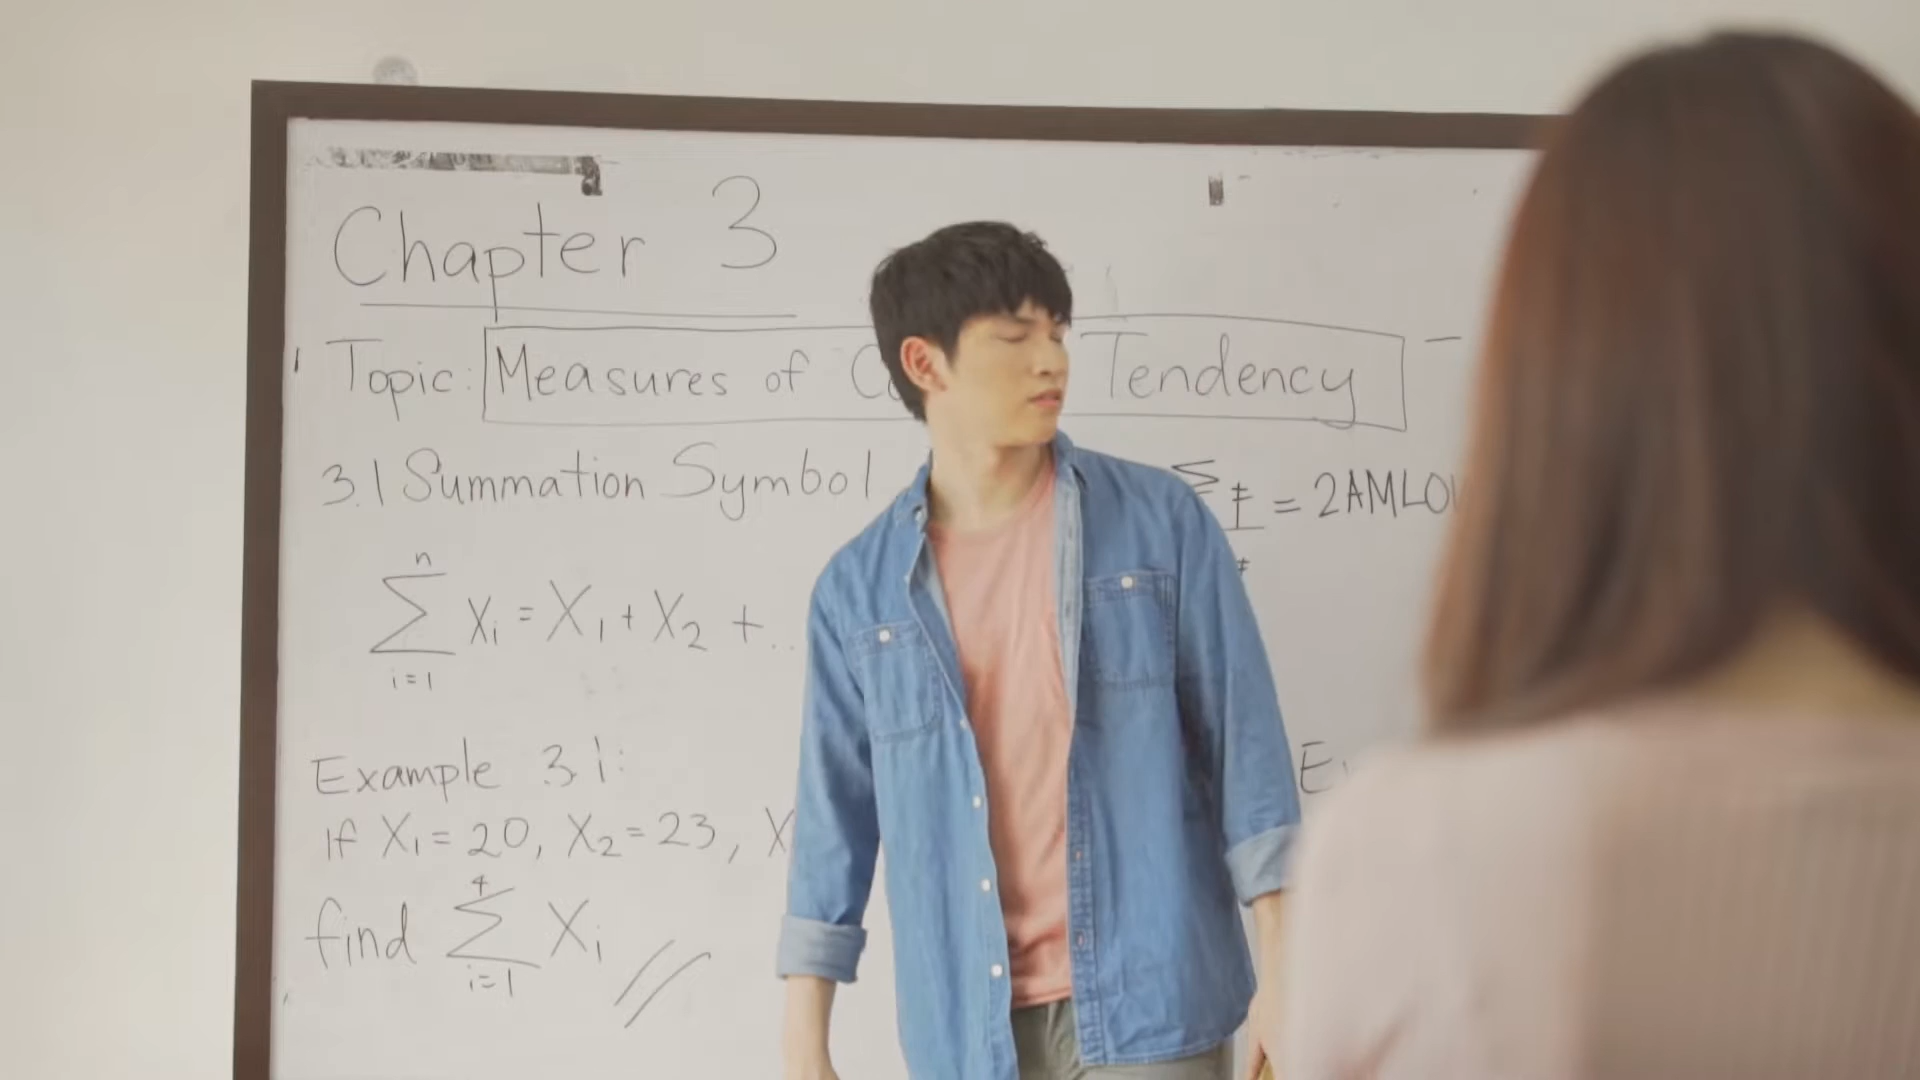 Chapter 3
Topic: Measures of Tendency
3.1 Summation Symbol
n
∑ Xi = X1 + X2 + ..
i=1
Example 3.1:
If X1 = 20, X2 = 23, X
4
find ∑ Xi
i=1
= 2AMLO